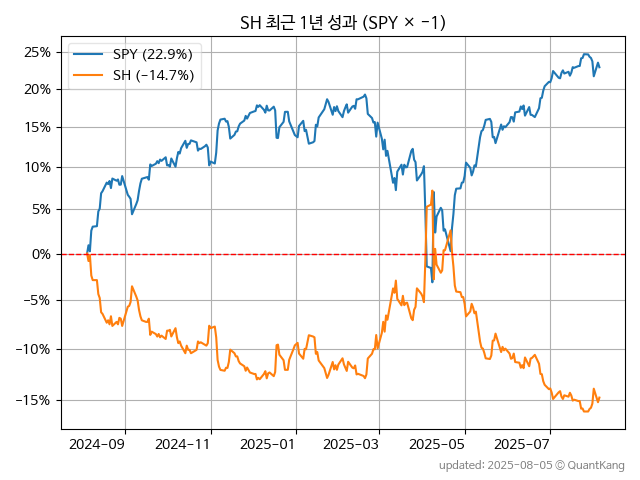 SH 최근 1년 성과 (SPY × −1)
SPY (22.9%)
SH (−14.7%)
25%
20%
15%
10%
5%
0%
−5%
−10%
−15%
2024-09 2024-11 2025-01 2025-03 2025-05 2025-07
updated: 2025-08-05 © QuantKang